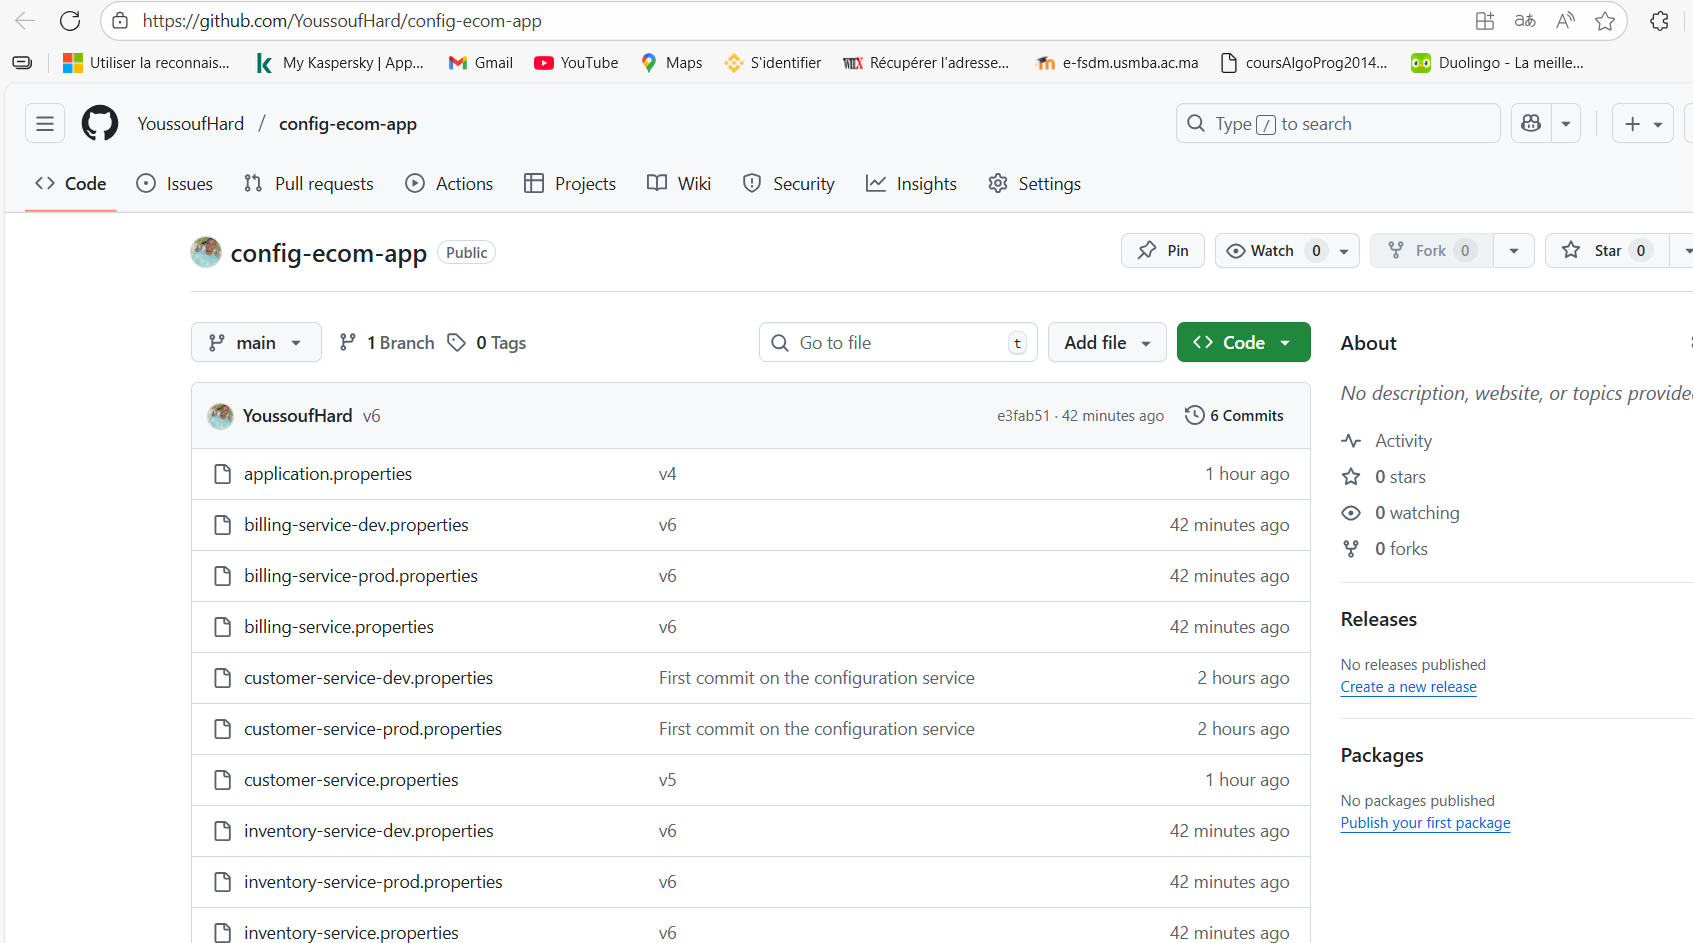 https://github.com/YoussoufHard/config-ecom-app
Utiliser la reconnais... My Kaspersky | App... Gmail YouTube Maps S'identifier Récupérer l'adresse... e-fsdm.usmba.ac.ma coursAlgoProg2014... Duolingo - La meille...
YoussoufHard / config-ecom-app Type / to search
Code Issues Pull requests Actions Projects Wiki Security Insights Settings
config-ecom-app Public Pin Watch 0 Fork 0 Star 0
main 1 Branch 0 Tags Go to file t Add file Code About
No description, website, or topics provided
YoussoufHard v6 e3fab51 · 42 minutes ago 6 Commits
Activity
application.properties v4 1 hour ago
0 stars
billing-service-dev.properties v6 42 minutes ago
0 watching
0 forks
billing-service-prod.properties v6 42 minutes ago
billing-service.properties v6 42 minutes ago
Releases
No releases published
customer-service-dev.properties First commit on the configuration service 2 hours ago
Create a new release
customer-service-prod.properties First commit on the configuration service 2 hours ago
Packages
customer-service.properties v5 1 hour ago
No packages published
Publish your first package
inventory-service-dev.properties v6 42 minutes ago
inventory-service-prod.properties v6 42 minutes ago
inventory-service.properties v6 42 minutes ago